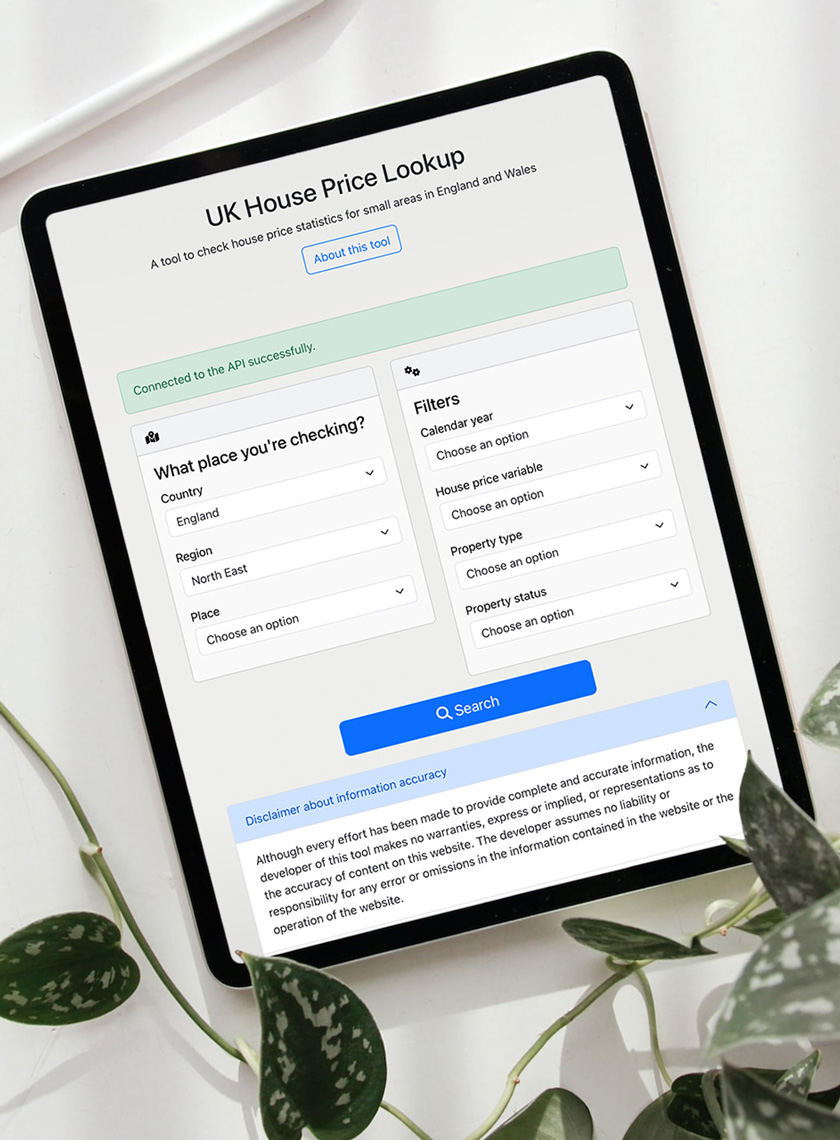 UK House Price Lookup
A tool to check house price statistics for small areas in England and Wales
About this tool
Connected to the API successfully.
What place you're checking?
Country
England
Region
North East
Place
Choose an option
Filters
Calendar year
Choose an option
House price variable
Choose an option
Property type
Choose an option
Property status
Choose an option
Search
Disclaimer about information accuracy
Although every effort has been made to provide complete and accurate information, the
developer of this tool makes no warranties, express or implied, or representations as to
the accuracy of content on this website. The developer assumes no liability or
responsibility for any error or omissions in the information contained in the website or the
operation of the website.